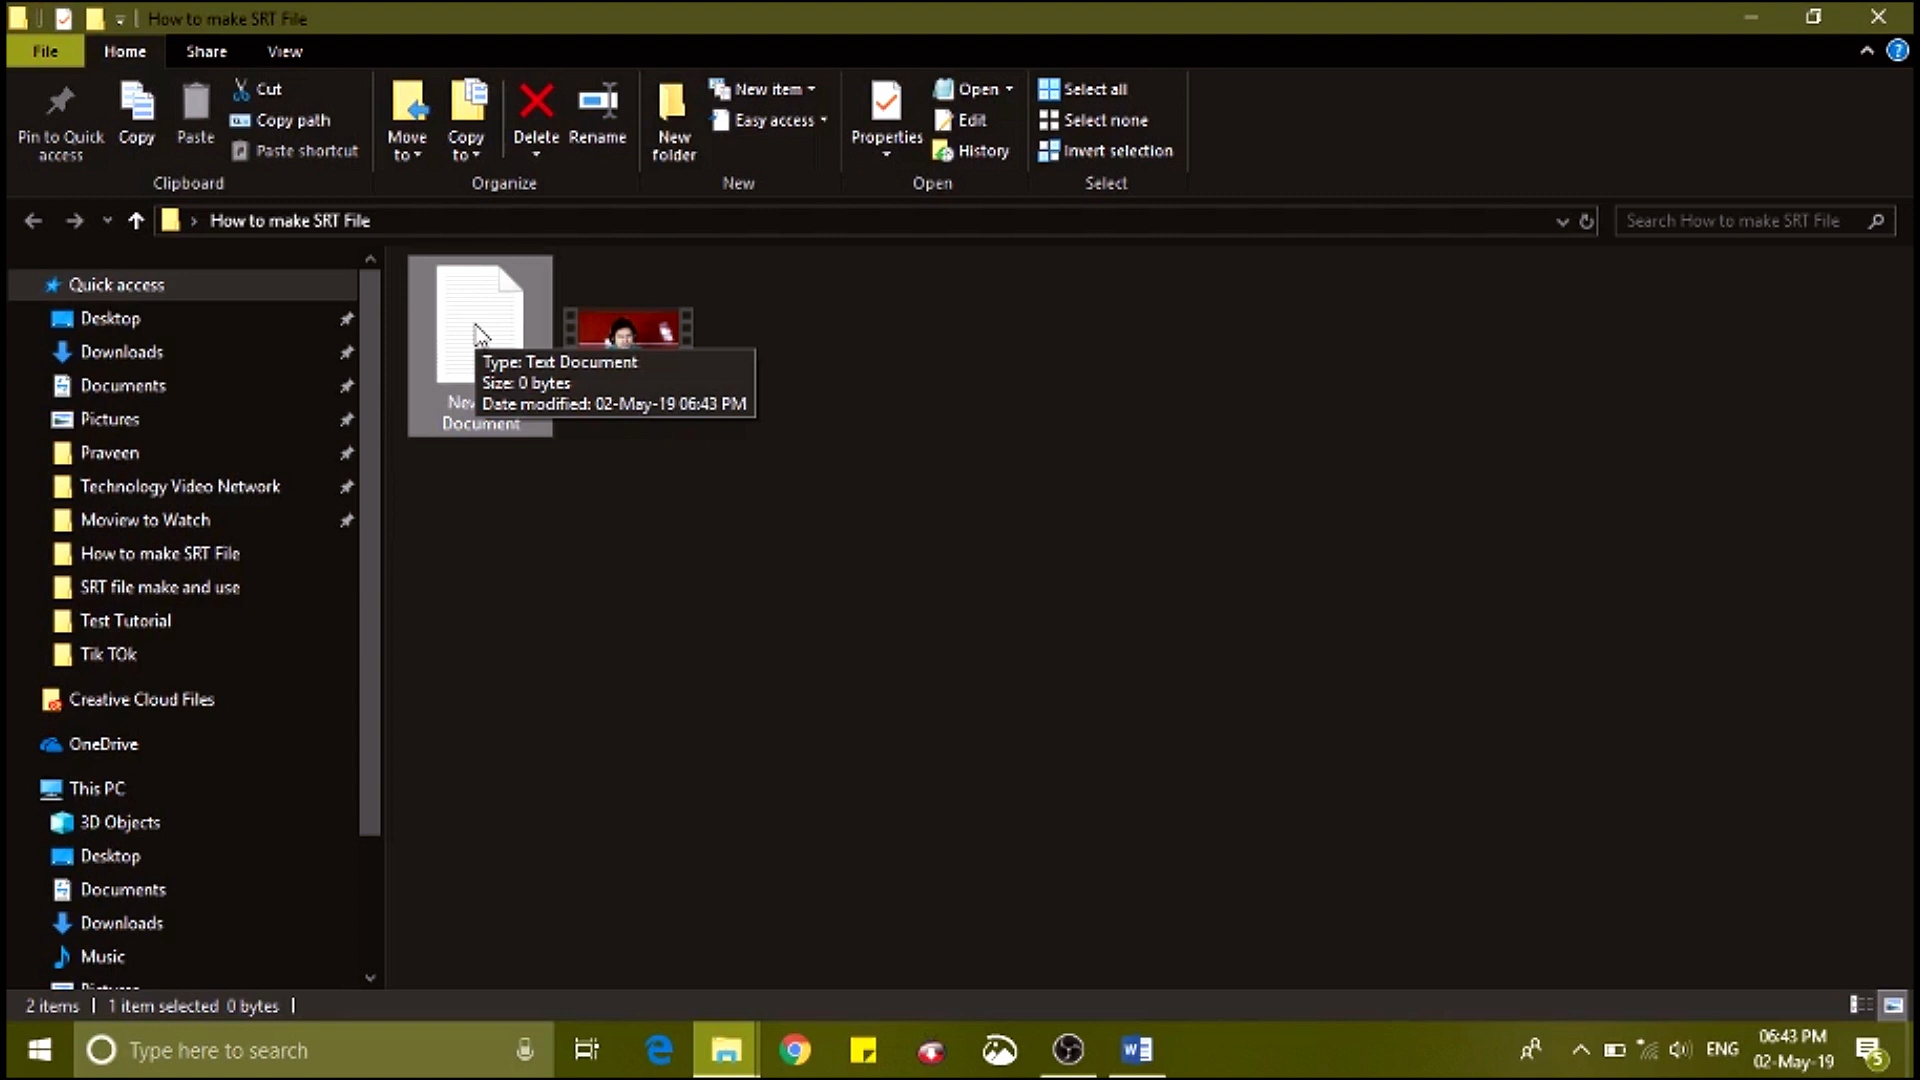 How to make SRT File
File
Home
Share
View
Pin to Quick
access
Copy
Paste
Cut
Copy path
Paste shortcut
Clipboard
Move
to
Copy
to
Delete
Rename
Organize
New
folder
New item
Easy access
New
Properties
Open
Edit
History
Open
Select all
Select none
Invert selection
Select
How to make SRT File
Search How to make SRT File
Quick access
Desktop
Downloads
Documents
Pictures
Praveen
Technology Video Network
Moview to Watch
How to make SRT File
SRT file make and use
Test Tutorial
Tik TOk
Creative Cloud Files
OneDrive
This PC
3D Objects
Desktop
Documents
Downloads
Music
Type: Text Document
Size: 0 bytes
Date modified: 02-May-19 06:43 PM
Document
2 items
1 item selected 0 bytes
Type here to search
ENG
06:43 PM
02-May-19
5